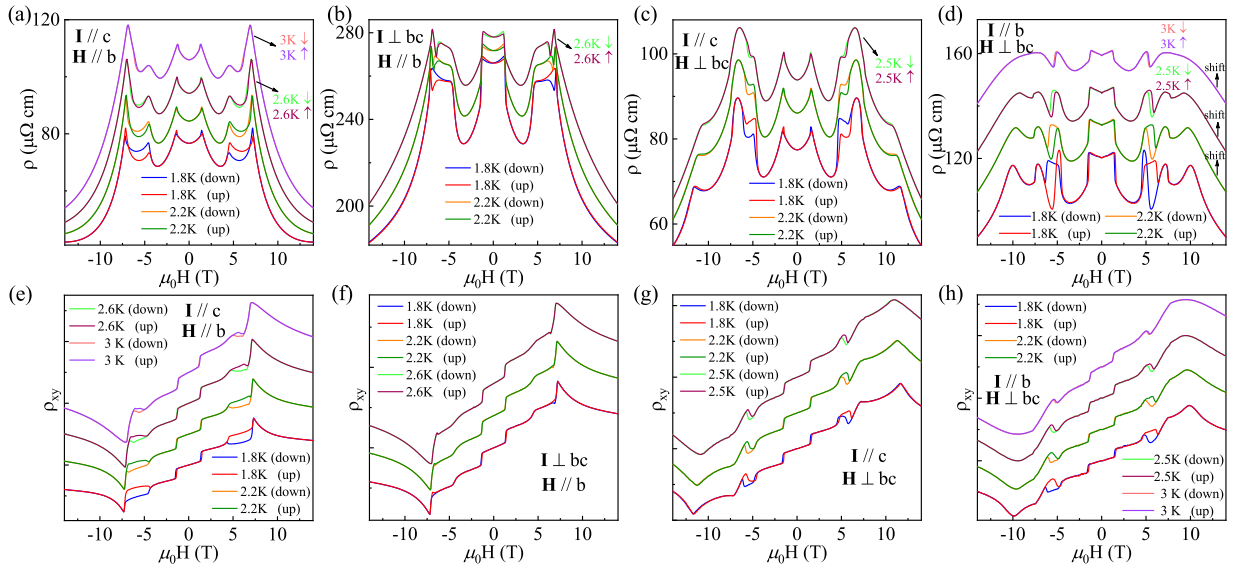 (a)
120
80
ρ (μΩ cm)
I // c
H // b
3K ↓
3K ↑
2.6K ↓
2.6K ↑
1.8K (down)
1.8K (up)
2.2K (down)
2.2K (up)
-10 -5 0 5 10
μ0H (T)
(b)
280
240
200
ρ (μΩ cm)
I ⊥ bc
H // b
2.6K ↓
2.6K ↑
1.8K (down)
1.8K (up)
2.2K (down)
2.2K (up)
-10 -5 0 5 10
μ0H (T)
(c)
100
80
60
ρ (μΩ cm)
I // c
H ⊥ bc
2.5K ↓
2.5K ↑
1.8K (down)
1.8K (up)
2.2K (down)
2.2K (up)
-10 -5 0 5 10
μ0H (T)
(d)
160
120
ρ (μΩ cm)
I // b
H ⊥ bc
3K ↓
3K ↑
2.5K ↓
2.5K ↑
shift
shift
shift
1.8K (down) 2.2K (down)
1.8K (up) 2.2K (up)
-10 -5 0 5 10
μ0H (T)
(e)
ρxy
2.6K (down)
2.6K (up)
3 K (down)
3 K (up)
I // c
H // b
1.8K (down)
1.8K (up)
2.2K (down)
2.2K (up)
-10 -5 0 5 10
μ0H (T)
(f)
ρxy
1.8K (down)
1.8K (up)
2.2K (down)
2.2K (up)
2.6K (down)
2.6K (up)
I ⊥ bc
H // b
-10 -5 0 5 10
μ0H (T)
(g)
ρxy
1.8K (down)
1.8K (up)
2.2K (down)
2.2K (up)
2.5K (down)
2.5K (up)
I // c
H ⊥ bc
-10 -5 0 5 10
μ0H (T)
(h)
ρxy
1.8K (down)
1.8K (up)
2.2K (down)
2.2K (up)
I // b
H ⊥ bc
2.5K (down)
2.5K (up)
3 K (down)
3 K (up)
-10 -5 0 5 10
μ0H (T)